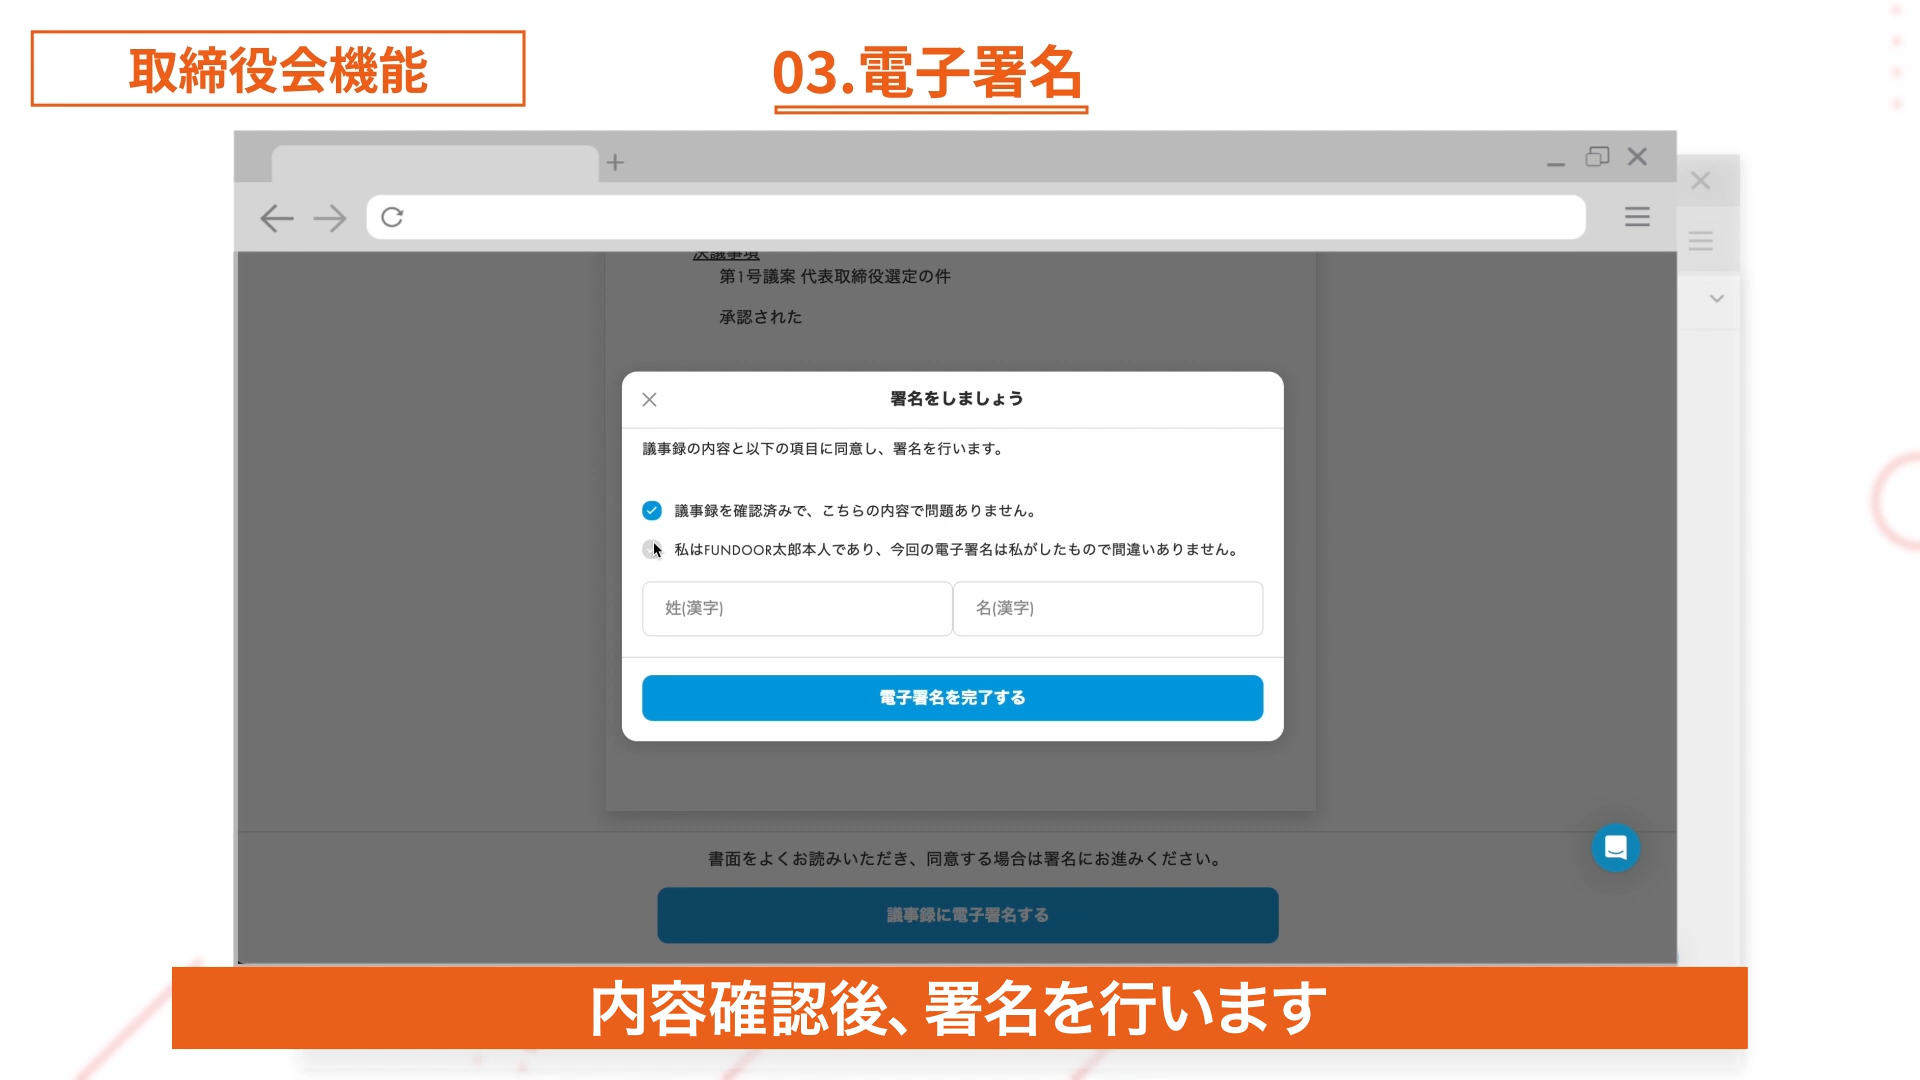 取締役会機能
03.電子署名
決議事項
第1号議案 代表取締役選定の件
承認された
署名をしましょう
議事録の内容と以下の項目に同意し、署名を行います。
議事録を確認済みで、こちらの内容で問題ありません。
私はFUNDOOR太郎本人であり、今回の電子署名は私がしたもので間違いありません。
姓(漢字)
名(漢字)
電子署名を完了する
書面をよくお読みいただき、同意する場合は署名にお進みください。
議事録に電子署名する
内容確認後、署名を行います